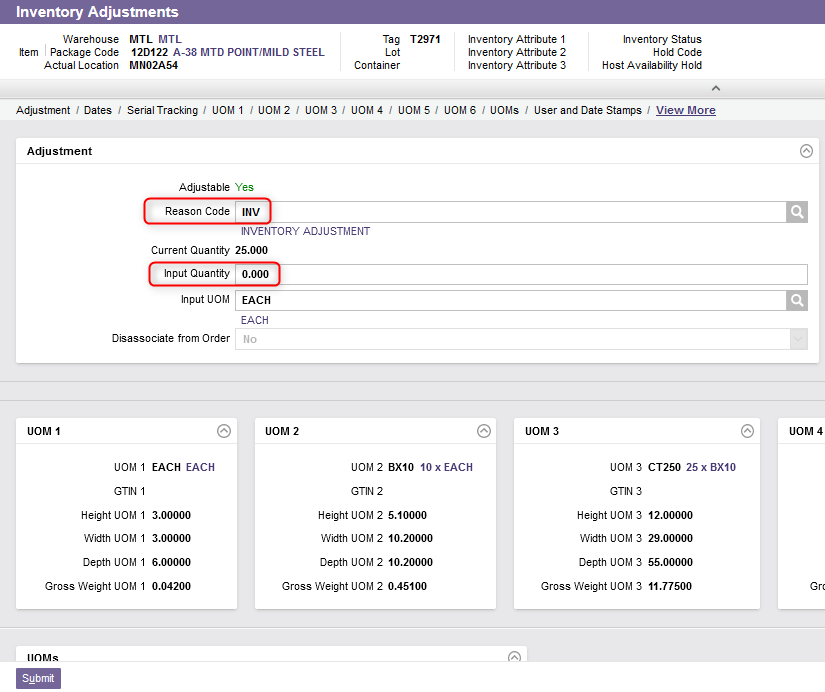 Inventory Adjustments
Warehouse MTL MTL Tag T2971 Inventory Attribute 1 Inventory Status
Item Package Code 12D122 A-38 MTD POINT/MILD STEEL Lot Inventory Attribute 2 Hold Code
Actual Location MN02A54 Container Inventory Attribute 3 Host Availability Hold
Adjustment / Dates / Serial Tracking / UOM 1 / UOM 2 / UOM 3 / UOM 4 / UOM 5 / UOM 6 / UOMs / User and Date Stamps / View More
Adjustment
Adjustable Yes
Reason Code INV
INVENTORY ADJUSTMENT
Current Quantity 25.000
Input Quantity 0.000
Input UOM EACH
EACH
Disassociate from Order No
UOM 1 UOM 2 UOM 3 UOM 4
UOM 1 EACH EACH UOM 2 BX10 10 x EACH UOM 3 CT250 25 x BX10
GTIN 1 GTIN 2 GTIN 3
Height UOM 1 3.00000 Height UOM 2 5.10000 Height UOM 3 12.00000
Width UOM 1 3.00000 Width UOM 2 10.20000 Width UOM 3 29.00000
Depth UOM 1 6.00000 Depth UOM 2 10.20000 Depth UOM 3 55.00000
Gross Weight UOM 1 0.04200 Gross Weight UOM 2 0.45100 Gross Weight UOM 3 11.77500 Gro
UOMs
Submit